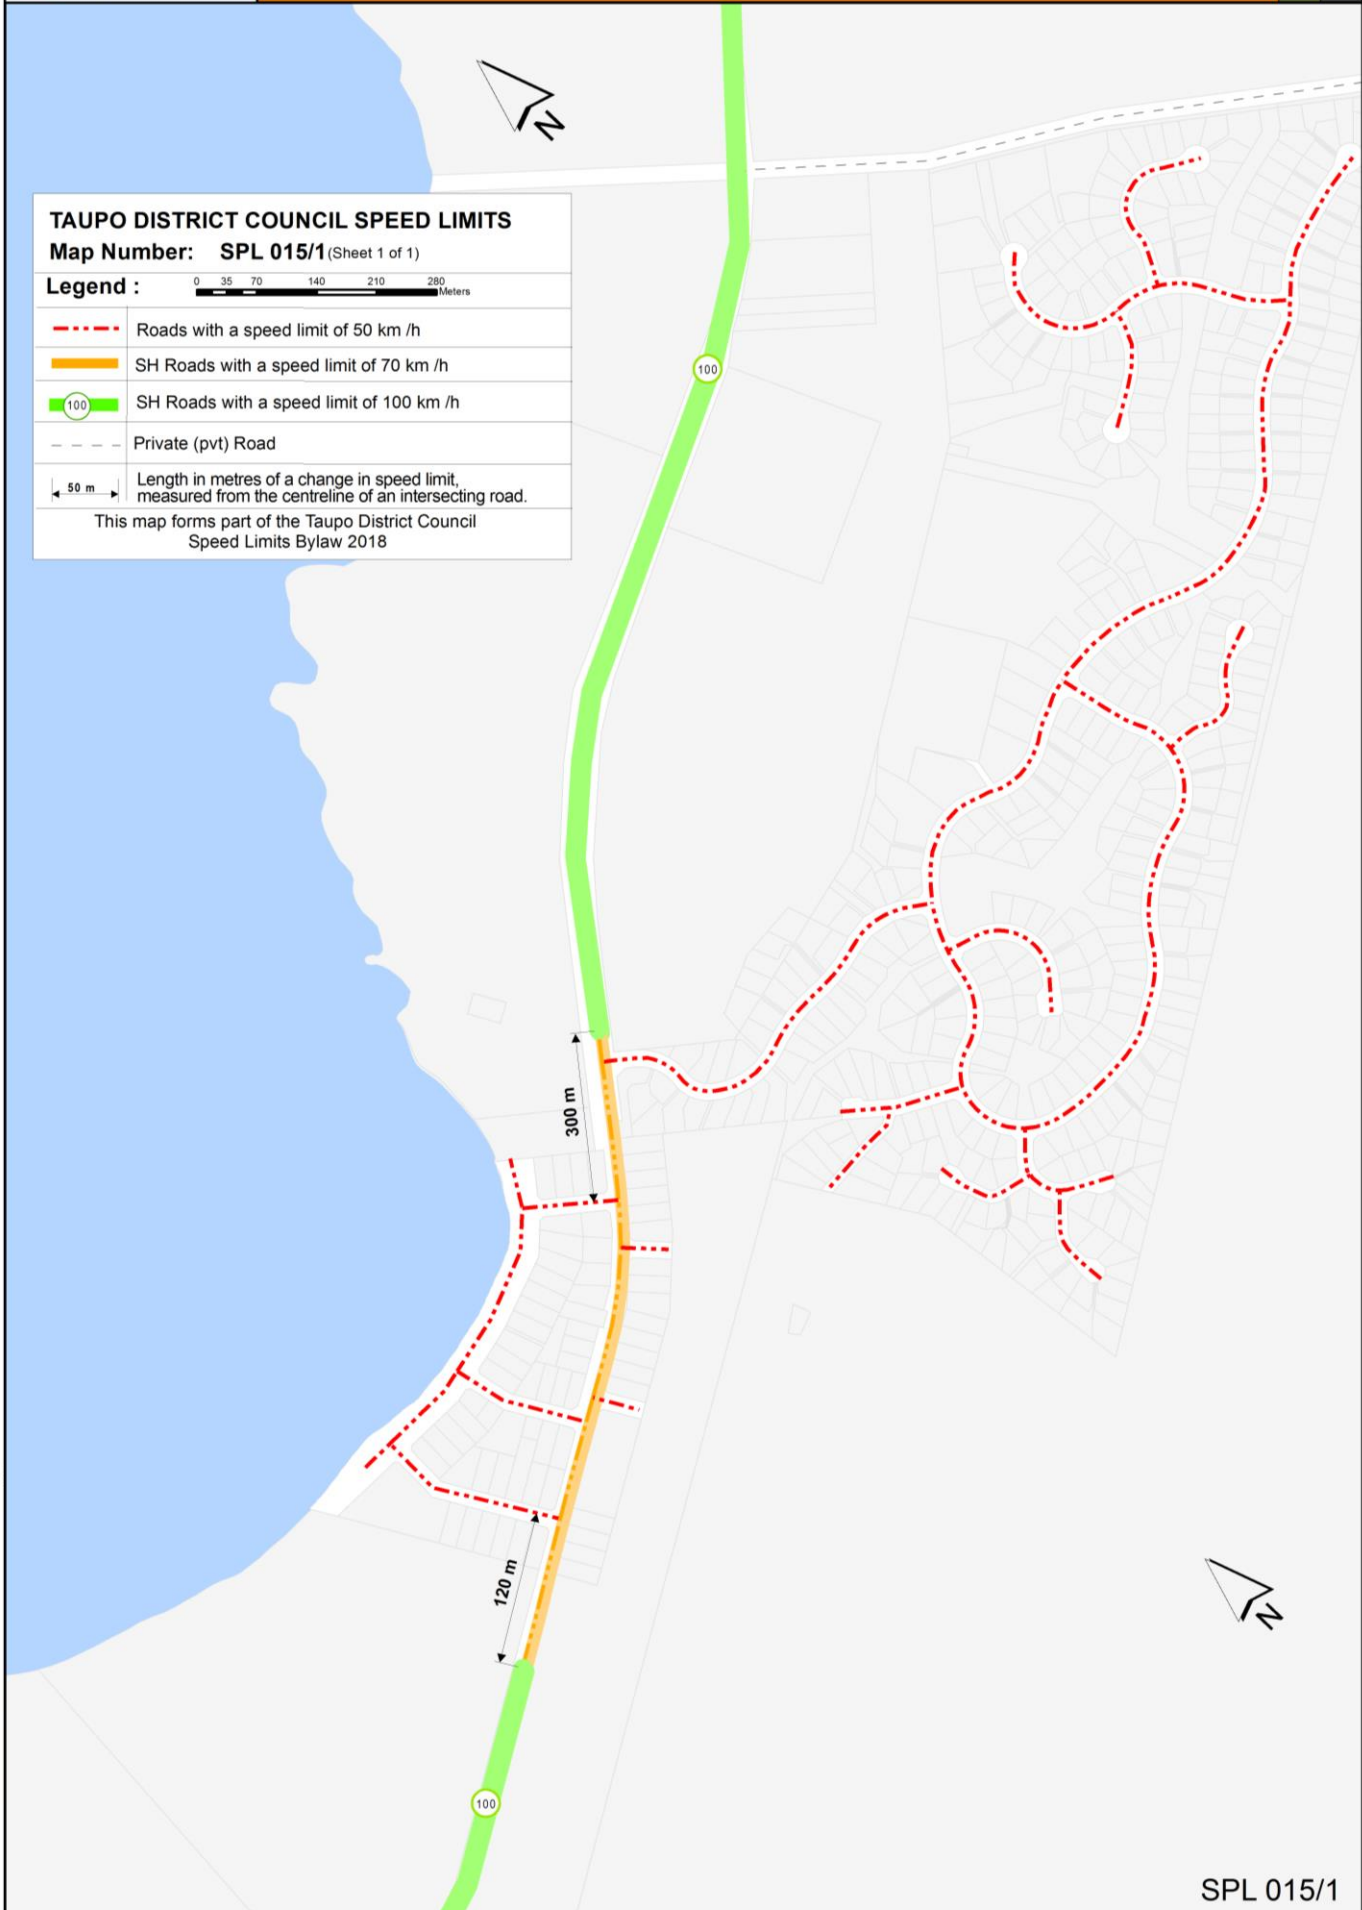 N
TAUPO DISTRICT COUNCIL SPEED LIMITS
Map Number: SPL 015/1 (Sheet 1 of 1)
Legend :
0 35 70 140 210 280
Meters
Roads with a speed limit of 50 km /h
SH Roads with a speed limit of 70 km /h
100 SH Roads with a speed limit of 100 km /h
Private (pvt) Road
50 m
Length in metres of a change in speed limit,
measured from the centreline of an intersecting road.
This map forms part of the Taupo District Council
Speed Limits Bylaw 2018
100
300 m
120 m
N
100
SPL 015/1